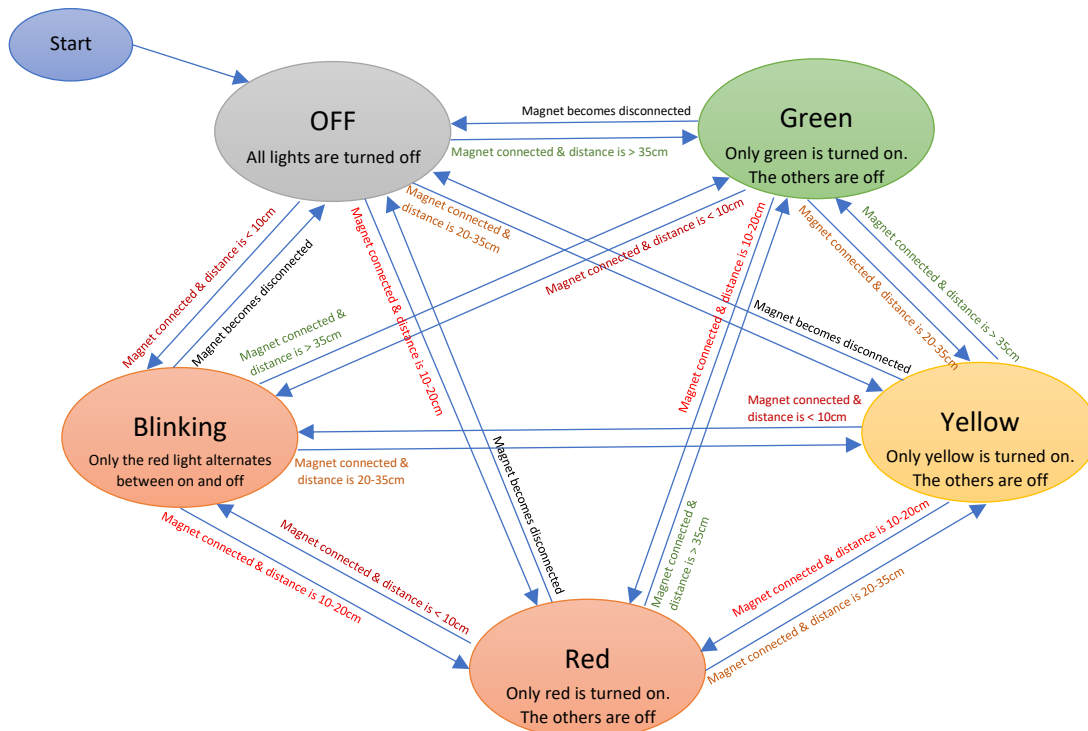 Start
OFF
All lights are turned off
Green
Only green is turned on.
The others are off
Magnet becomes disconnected
Magnet connected & distance is > 35cm
Magnet connected &
distance is 20-35cm
Magnet connected & distance is < 10cm
Magnet becomes disconnected
Magnet connected & distance is 10-20cm
Magnet connected &
distance is > 35cm
Magnet connected & distance is < 10cm
Magnet connected & distance is 10-20cm
Magnet connected & distance is > 35cm
Magnet connected & distance is 20-35cm
Magnet becomes disconnected
Blinking
Only the red light alternates
between on and off
Magnet connected &
distance is < 10cm
Yellow
Only yellow is turned on.
The others are off
Magnet connected &
distance is 20-35cm
Magnet becomes disconnected
Magnet connected & distance is < 10cm
Magnet connected & distance is 10-20cm
Magnet connected &
distance is > 35cm
Magnet connected & distance is 10-20cm
Magnet connected & distance is 20-35cm
Red
Only red is turned on.
The others are off